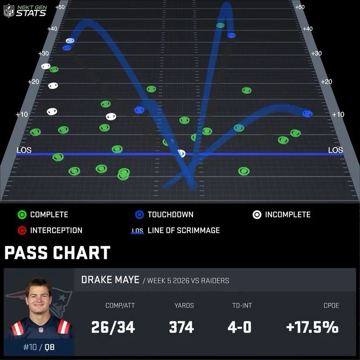 NEXT GEN STATS
+50 +50
+40 +40
+30 +30
+20 +20
+10 +10
LOS LOS
COMPLETE TOUCHDOWN INCOMPLETE
INTERCEPTION LOS LINE OF SCRIMMAGE
PASS CHART
DRAKE MAYE / WEEK 5 2026 VS RAIDERS
COMP/ATT YARDS TD-INT CPOE
26/34 374 4-0 +17.5%
#10 / QB